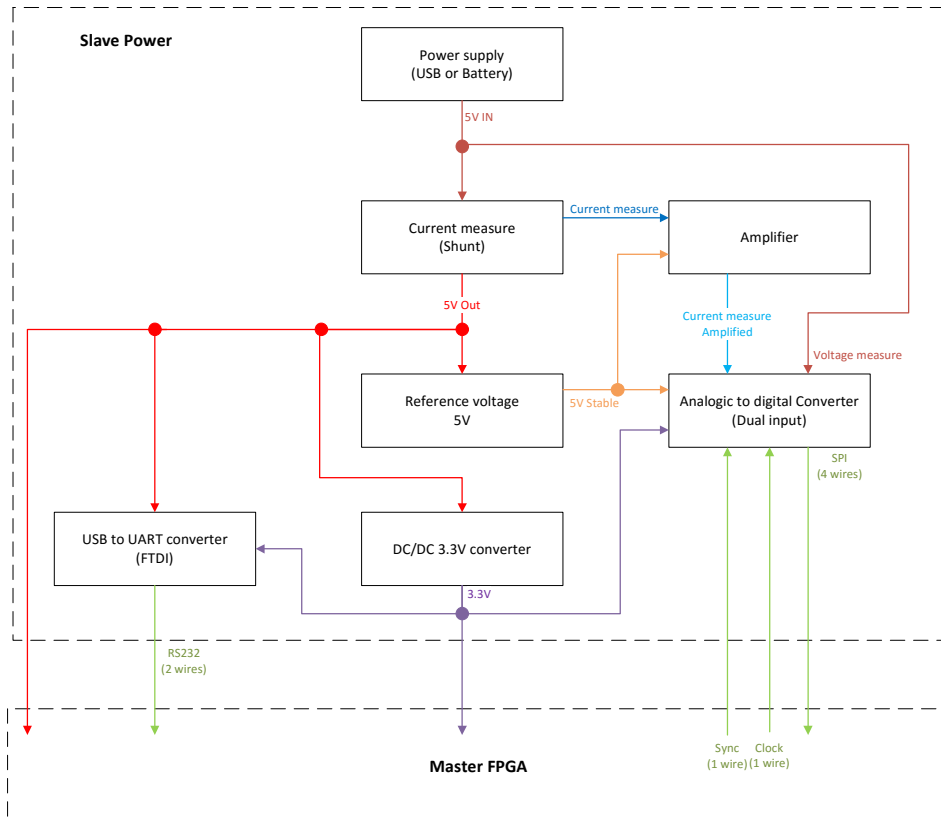 Slave Power
Power supply
(USB or Battery)
5V IN
Current measure
(Shunt)
Current measure
Amplifier
5V Out
Current measure
Amplified
Voltage measure
Reference voltage
5V
5V Stable
Analogic to digital Converter
(Dual input)
SPI
(4 wires)
USB to UART converter
(FTDI)
DC/DC 3.3V converter
3.3V
RS232
(2 wires)
Sync
(1 wire)
Clock
(1 wire)
Master FPGA